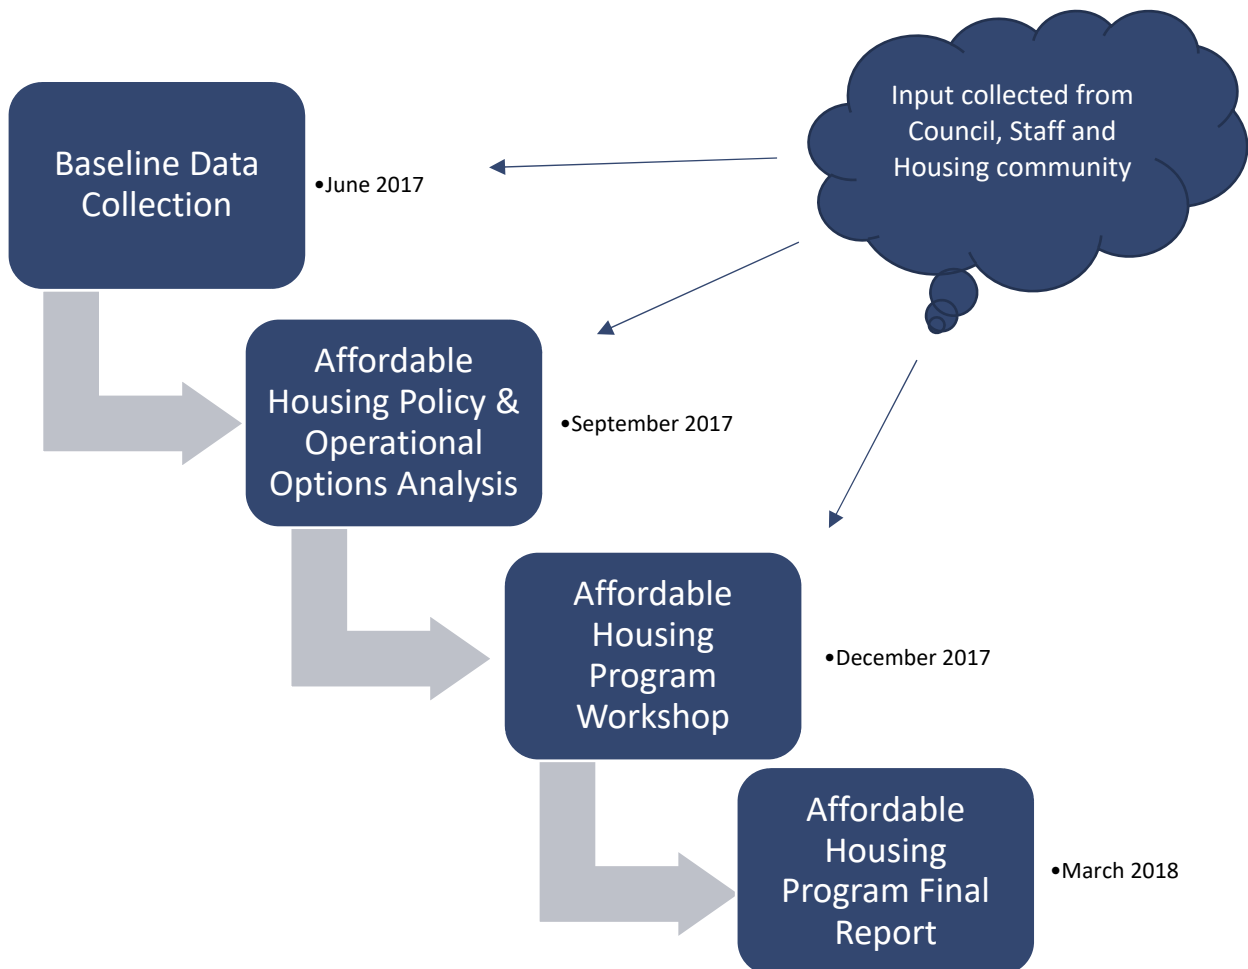 Input collected from
Council, Staff and
Housing community
Baseline Data
Collection
•June 2017
Affordable
Housing Policy &
Operational
Options Analysis
•September 2017
Affordable
Housing
Program
Workshop
•December 2017
Affordable
Housing
Program Final
Report
•March 2018